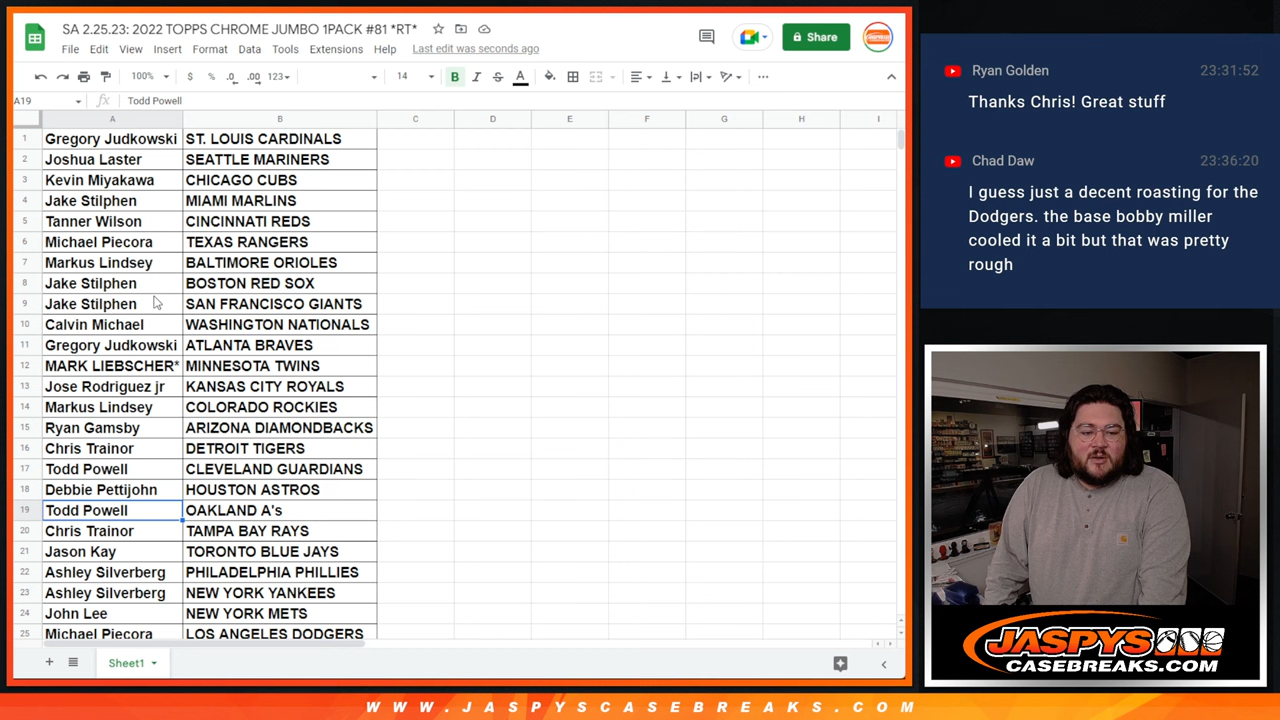 SA 2.25.23: 2022 TOPPS CHROME JUMBO 1PACK #81 *RT*
File Edit View Insert Format Data Tools Extensions Help Last edit was seconds ago
Share
100% $ % .0 .00 123 14 B I S A
A19 fx Todd Powell
A B C D E F G H I
1 Gregory Judkowski ST. LOUIS CARDINALS
2 Joshua Laster SEATTLE MARINERS
3 Kevin Miyakawa CHICAGO CUBS
4 Jake Stilphen MIAMI MARLINS
5 Tanner Wilson CINCINNATI REDS
6 Michael Piecora TEXAS RANGERS
7 Markus Lindsey BALTIMORE ORIOLES
8 Jake Stilphen BOSTON RED SOX
9 Jake Stilphen SAN FRANCISCO GIANTS
10 Calvin Michael WASHINGTON NATIONALS
11 Gregory Judkowski ATLANTA BRAVES
12 MARK LIEBSCHER* MINNESOTA TWINS
13 Jose Rodriguez jr KANSAS CITY ROYALS
14 Markus Lindsey COLORADO ROCKIES
15 Ryan Gamsby ARIZONA DIAMONDBACKS
16 Chris Trainor DETROIT TIGERS
17 Todd Powell CLEVELAND GUARDIANS
18 Debbie Pettijohn HOUSTON ASTROS
19 Todd Powell OAKLAND A's
20 Chris Trainor TAMPA BAY RAYS
21 Jason Kay TORONTO BLUE JAYS
22 Ashley Silverberg PHILADELPHIA PHILLIES
23 Ashley Silverberg NEW YORK YANKEES
24 John Lee NEW YORK METS
25 Michael Piecora LOS ANGELES DODGERS
Sheet1
Ryan Golden 23:31:52
Thanks Chris! Great stuff
Chad Daw 23:36:20
I guess just a decent roasting for the
Dodgers. the base bobby miller
cooled it a bit but that was pretty
rough
JASPYS
CASEBREAKS.COM
WWW.JASPYSCASEBREAKS.COM